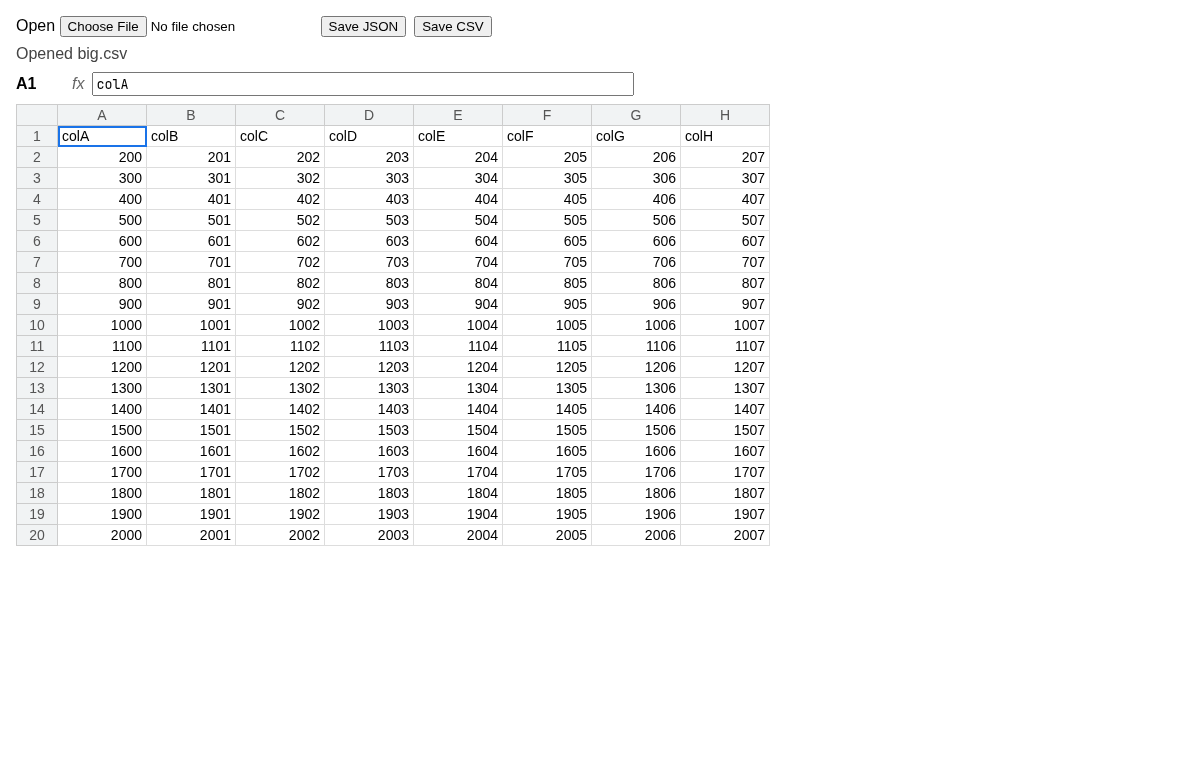 Open Choose File No file chosen Save JSON Save CSV
Opened big.csv
A1 fx colA
A B C D E F G H
1 colA colB colC colD colE colF colG colH
2 200 201 202 203 204 205 206 207
3 300 301 302 303 304 305 306 307
4 400 401 402 403 404 405 406 407
5 500 501 502 503 504 505 506 507
6 600 601 602 603 604 605 606 607
7 700 701 702 703 704 705 706 707
8 800 801 802 803 804 805 806 807
9 900 901 902 903 904 905 906 907
10 1000 1001 1002 1003 1004 1005 1006 1007
11 1100 1101 1102 1103 1104 1105 1106 1107
12 1200 1201 1202 1203 1204 1205 1206 1207
13 1300 1301 1302 1303 1304 1305 1306 1307
14 1400 1401 1402 1403 1404 1405 1406 1407
15 1500 1501 1502 1503 1504 1505 1506 1507
16 1600 1601 1602 1603 1604 1605 1606 1607
17 1700 1701 1702 1703 1704 1705 1706 1707
18 1800 1801 1802 1803 1804 1805 1806 1807
19 1900 1901 1902 1903 1904 1905 1906 1907
20 2000 2001 2002 2003 2004 2005 2006 2007